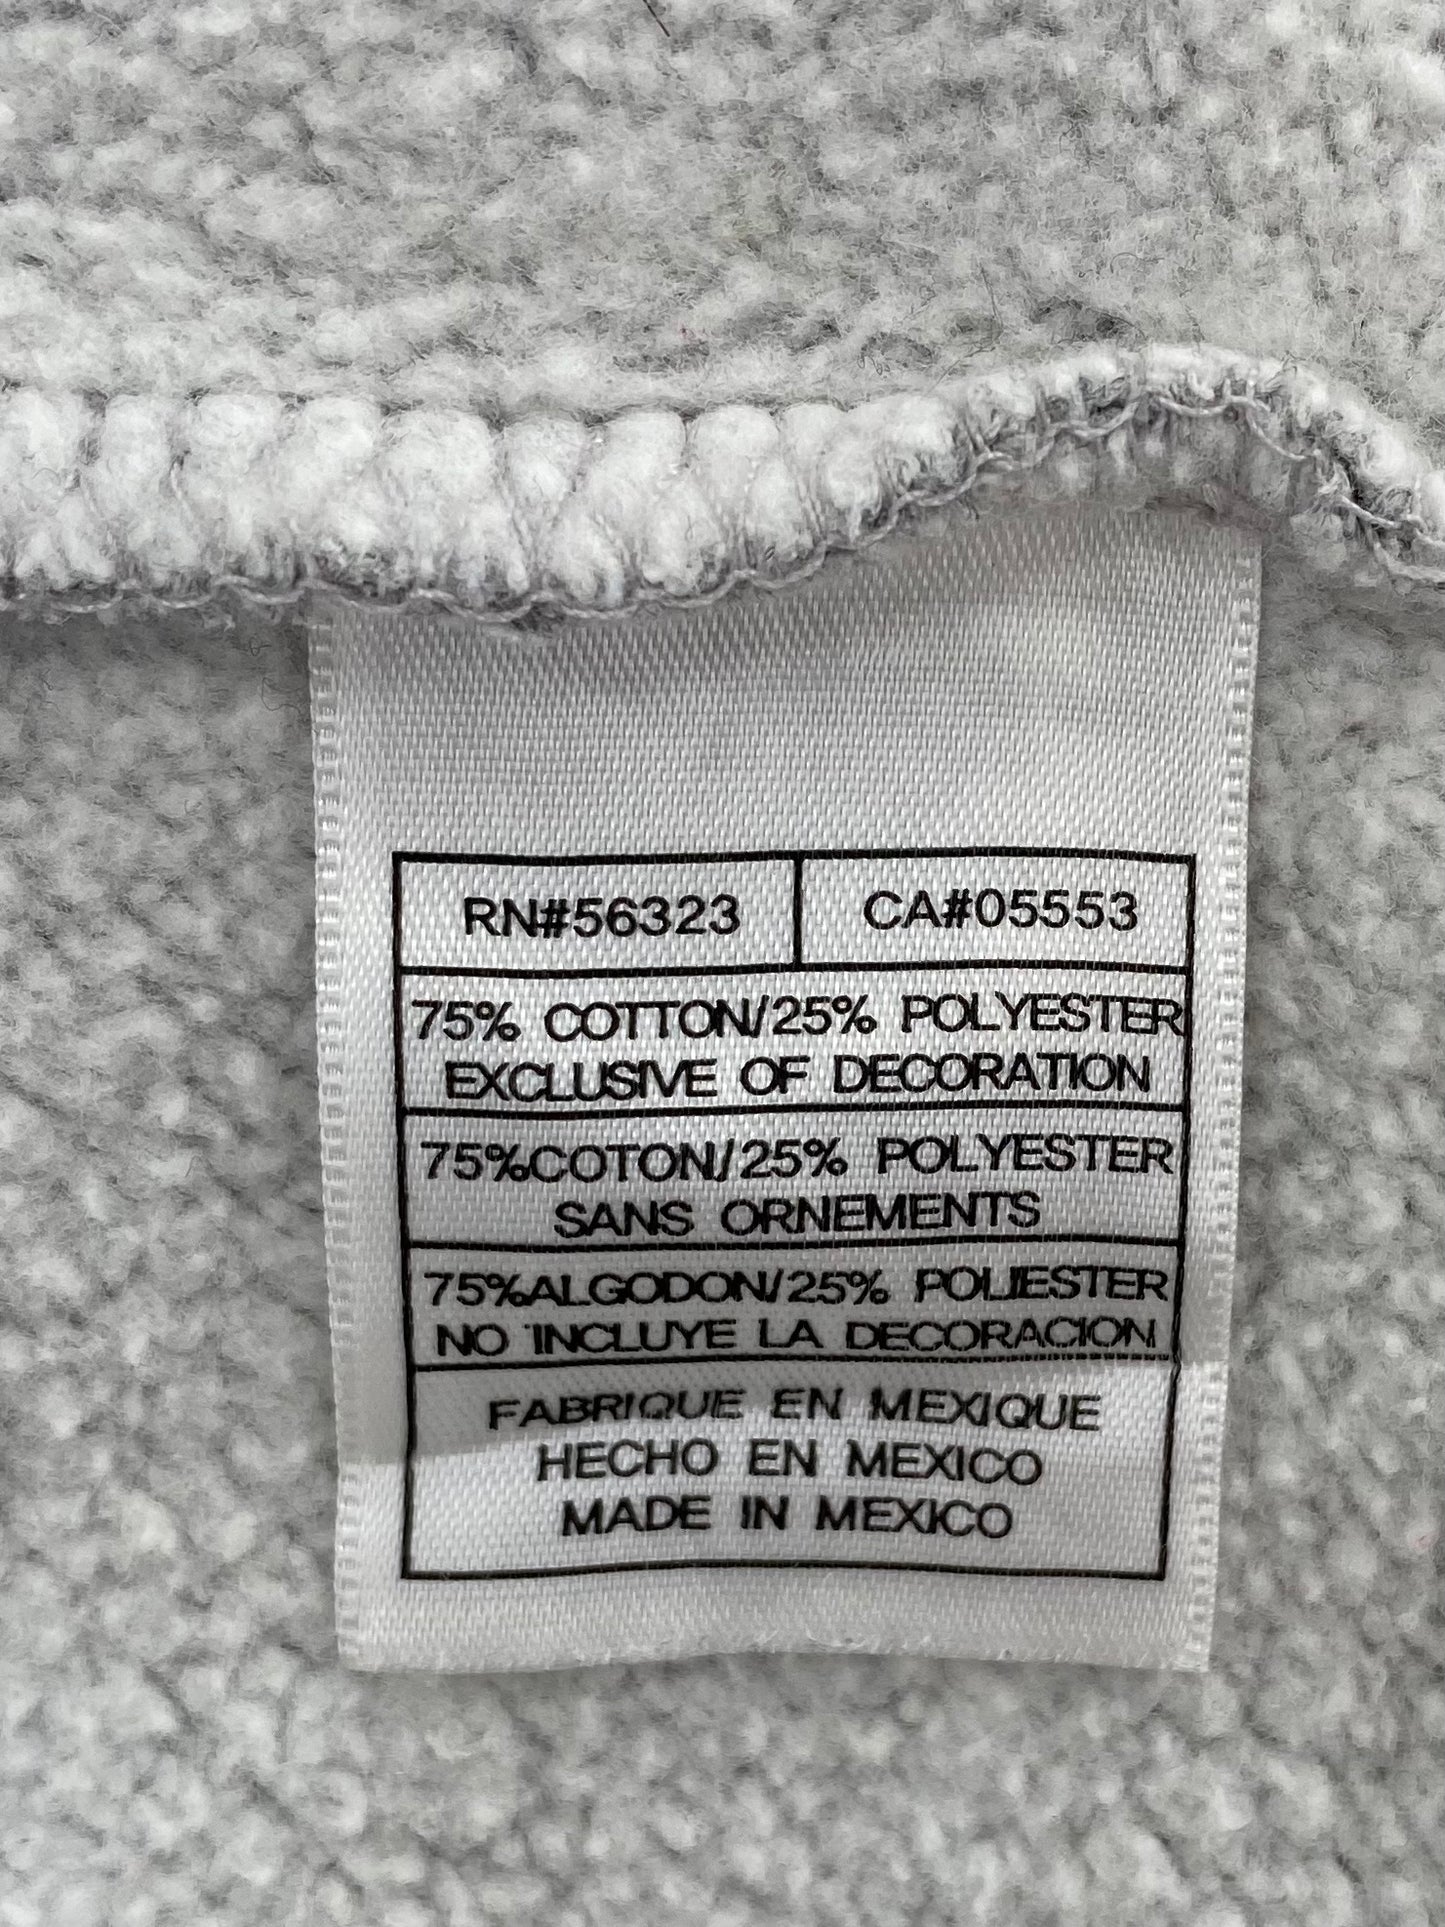 RN#56323 CA#05553
75% COTTON/25% POLYESTER
EXCLUSIVE OF DECORATION
75%COTON/25% POLYESTER
SANS ORNEMENTS
75%ALGODON/25% POLIESTER
NO INCLUYE LA DECORACION
FABRIQUE EN MEXIQUE
HECHO EN MEXICO
MADE IN MEXICO